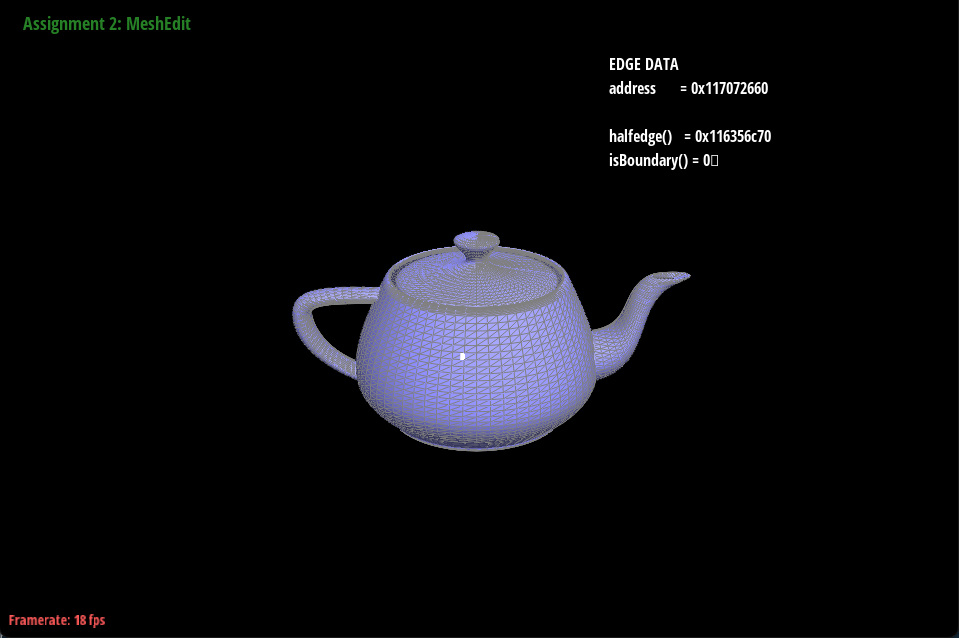 Assignment 2: MeshEdit
EDGE DATA
address = 0x117072660
halfedge() = 0x116356c70
isBoundary() = 0▯
Framerate: 18 fps